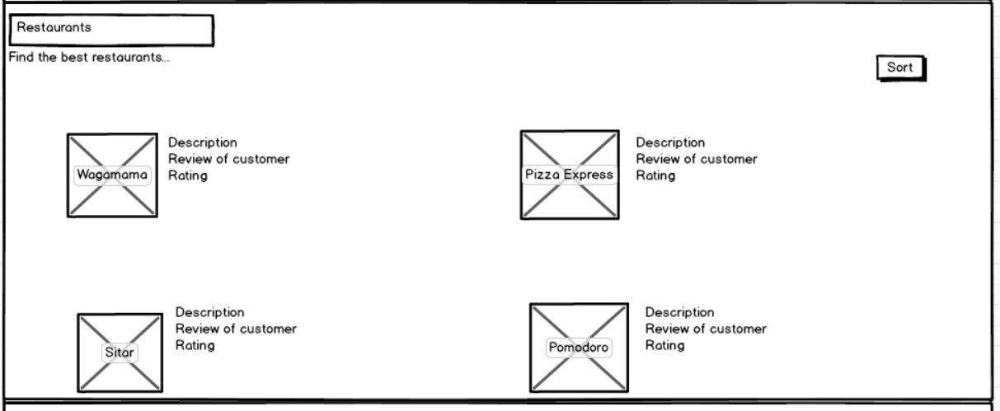 Restaurants
Find the best restaurants...
Sort
Wagamama
Description
Review of customer
Rating
Pizza Express
Description
Review of customer
Rating
Sitar
Description
Review of customer
Rating
Pomodoro
Description
Review of customer
Rating